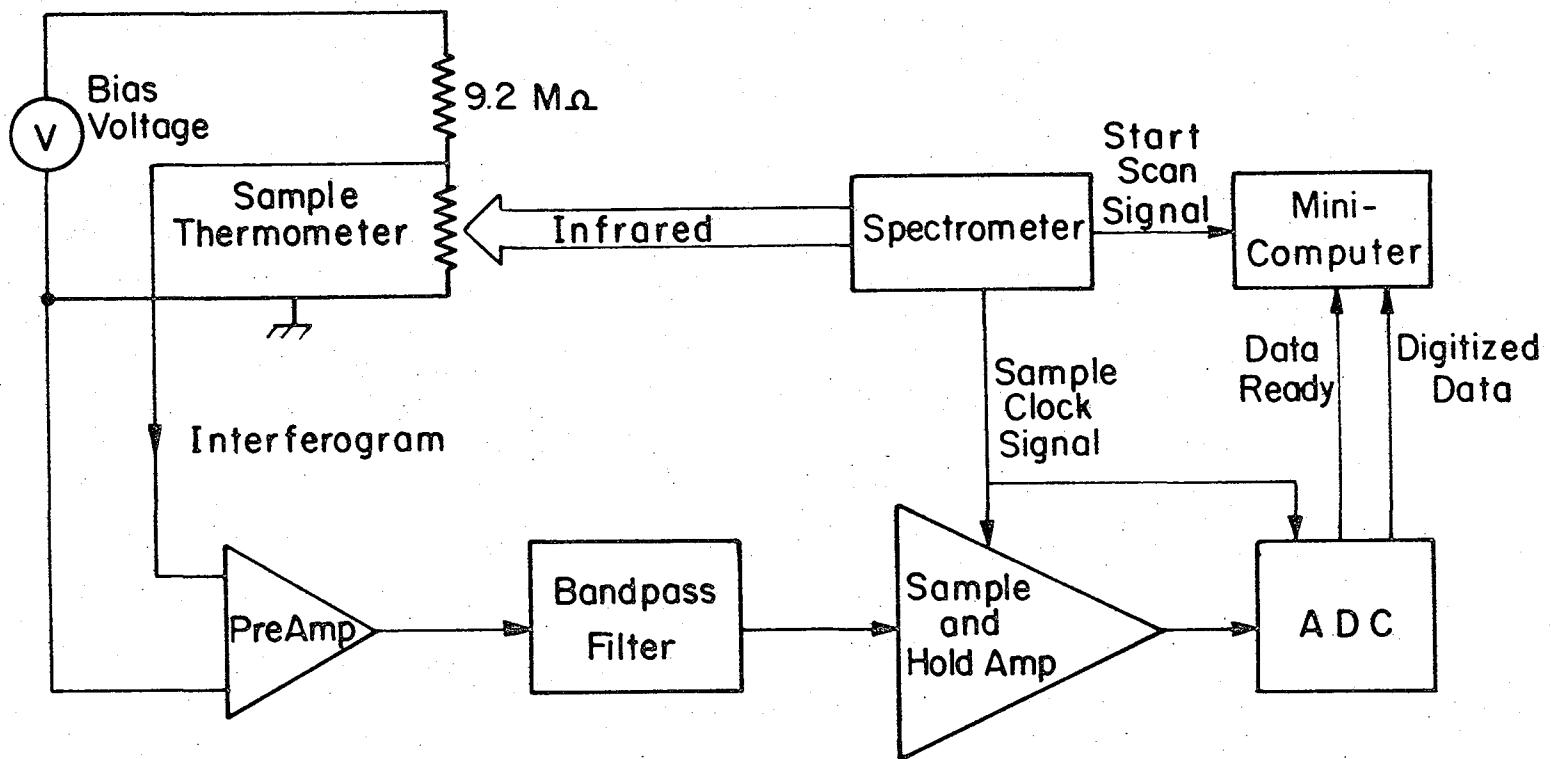 Bias
Voltage
V
9.2 MΩ
Sample
Thermometer
Infrared
Spectrometer
Start
Scan
Signal
Mini-
Computer
Data
Ready
Digitized
Data
Sample
Clock
Signal
Interferogram
PreAmp
Bandpass
Filter
Sample
and
Hold Amp
ADC